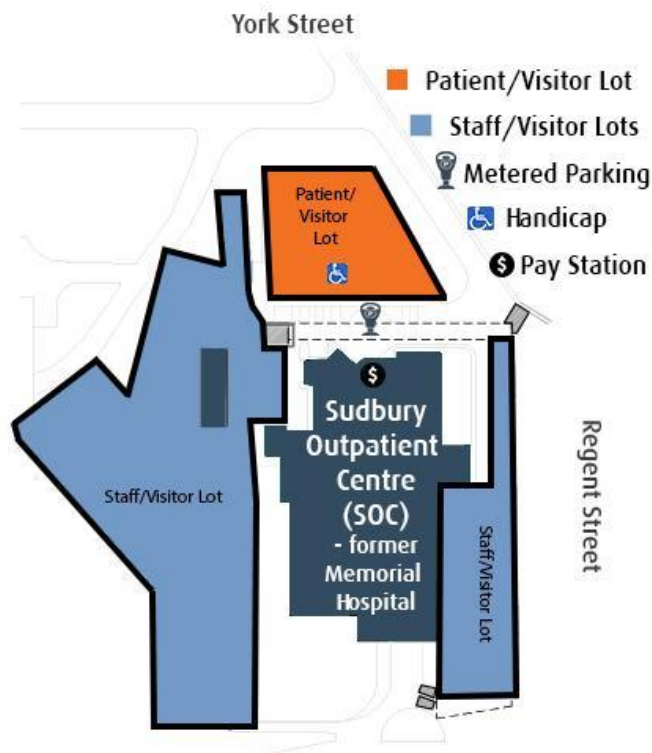 York Street
Patient/Visitor Lot
Staff/Visitor Lots
Metered Parking
Handicap
$ Pay Station
Patient/
Visitor
Lot
$
Sudbury
Outpatient
Centre
(SOC)
- former
Memorial
Hospital
Staff/Visitor Lot
Staff/Visitor Lot
Regent Street